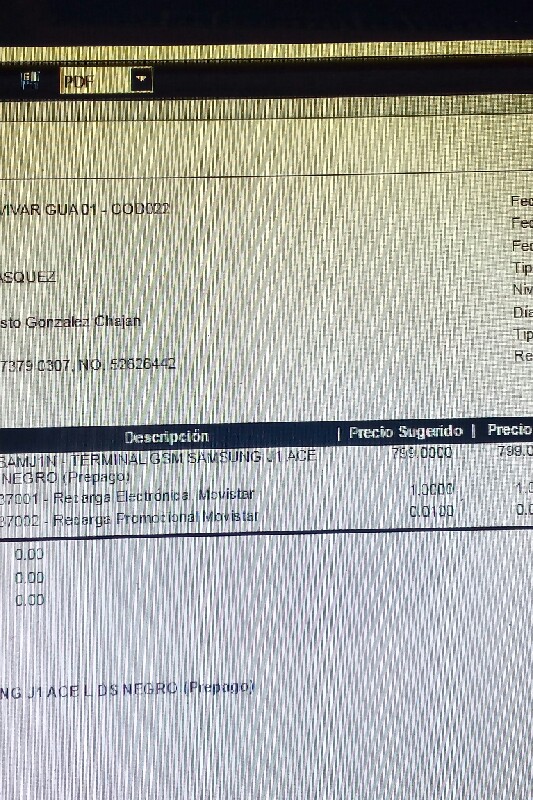 PDF
VIVAR GUA 01 - COD022
Fec
Fec
Fec
ASQUEZ
Tip
Niv
sto Gonzalez Chajan
Dia
Tip
7379 0307, NO, 52626442
Re
Descripción | Precio Sugerido | Precio
SAMJ1N - TERMINAL GSM SAMSUNG J1 ACE 799.0000 799.0
NEGRO (Prepago)
37001 - Recarga Electrónica Movistar 1.0000 1.0
37002 - Recarga Promocional Movistar 0.0100 0.0
0.00
0.00
0.00
NG J1 ACE L DS NEGRO (Prepago)